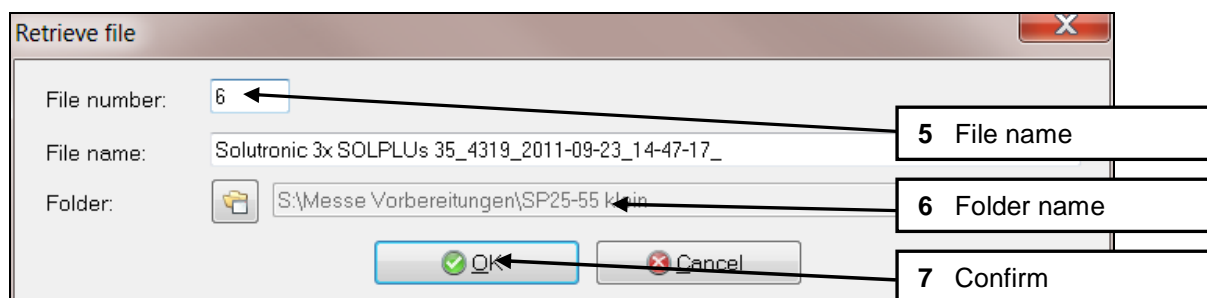 Retrieve file
X
File number: 6
5 File name
File name: Solutronic 3x SOLPLUs 35_4319_2011-09-23_14-47-17_
Folder: S:\Messe Vorbereitungen\SP25-55 klein
6 Folder name
OK Cancel
7 Confirm